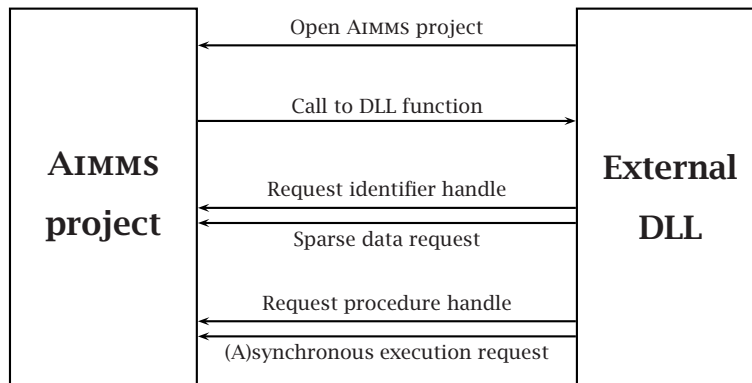 Open AIMMS project
Call to DLL function
AIMMS
project
External
DLL
Request identifier handle
Sparse data request
Request procedure handle
(A)synchronous execution request